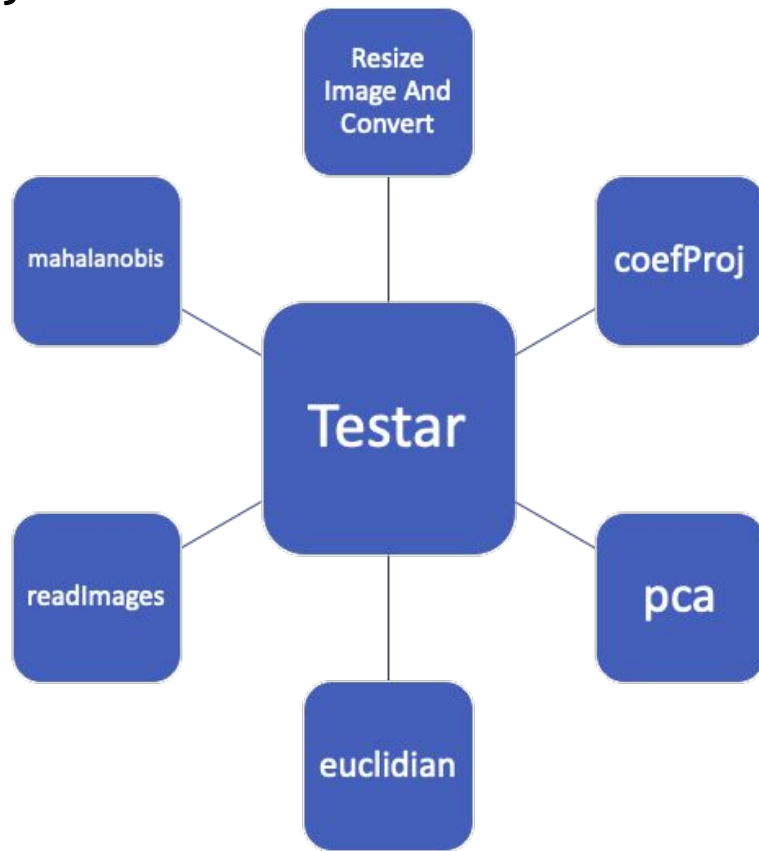 Resize
Image And
Convert
mahalanobis
coefProj
Testar
readImages
pca
euclidian